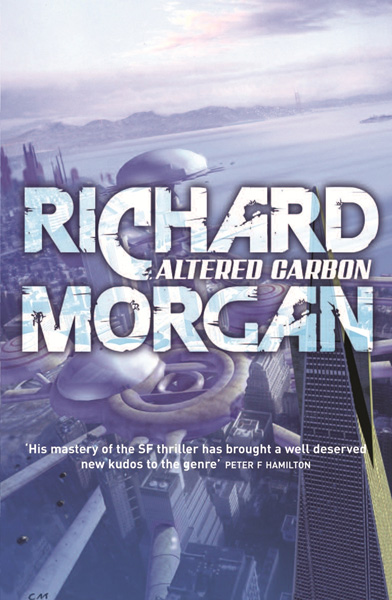 RICHARD
ALTERED CARBON
MORGAN
‘His mastery of the SF thriller has brought a well deserved
new kudos to the genre’ PETER F HAMILTON
CM